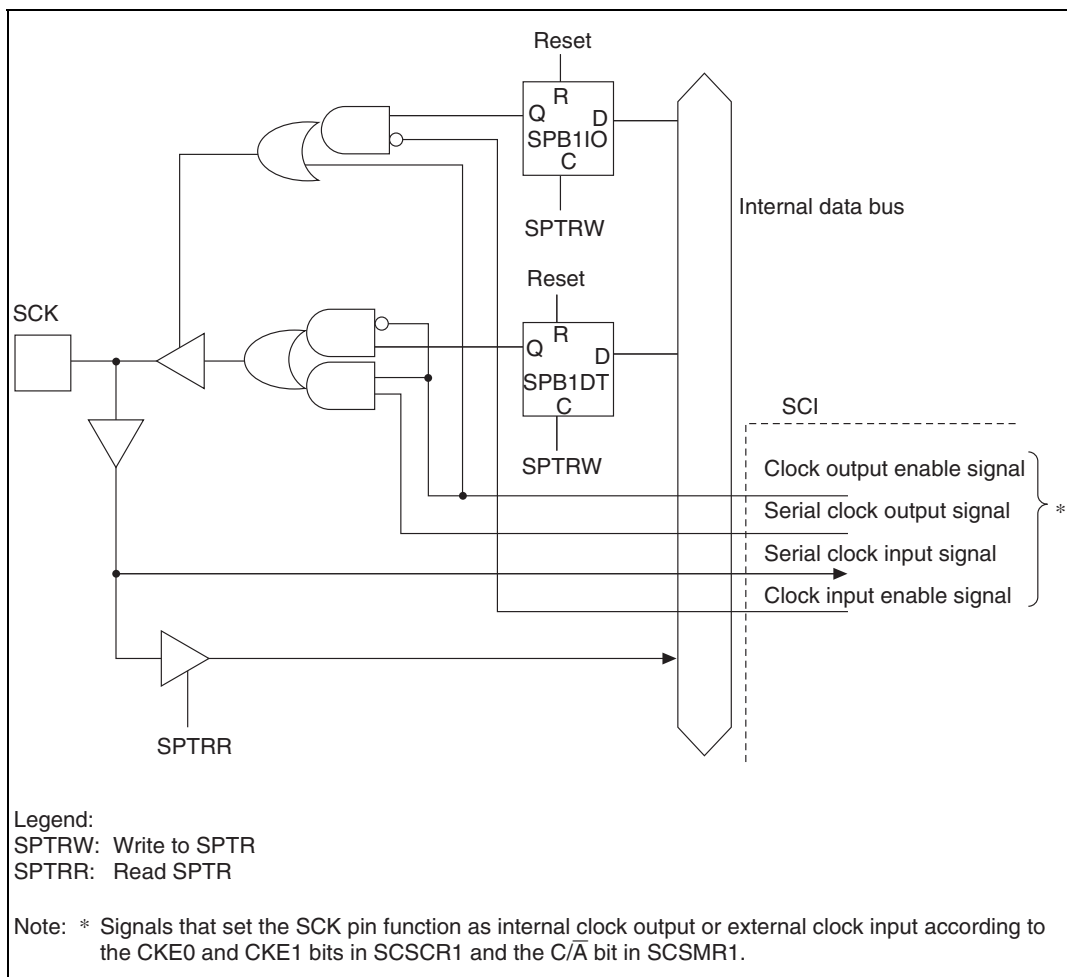 Reset
R
Q
D
SPB1IO
C
Internal data bus
SPTRW
Reset
SCK
R
Q
D
SPB1DT
C
SCI
SPTRW
Clock output enable signal
Serial clock output signal
*
Serial clock input signal
Clock input enable signal
SPTRR
Legend:
SPTRW: Write to SPTR
SPTRR: Read SPTR
Note: * Signals that set the SCK pin function as internal clock output or external clock input according to
the CKE0 and CKE1 bits in SCSCR1 and the C/A̅ bit in SCSMR1.